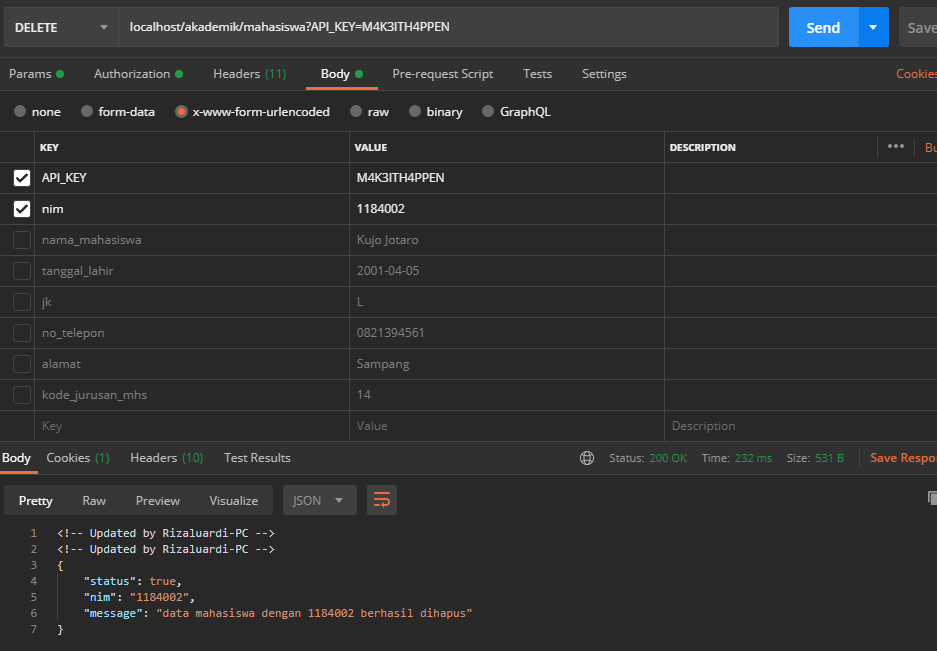 DELETE localhost/akademik/mahasiswa?API_KEY=M4K3ITH4PPEN Send Save
Params Authorization Headers (11) Body Pre-request Script Tests Settings Cookies
none form-data x-www-form-urlencoded raw binary GraphQL
KEY VALUE DESCRIPTION ••• Bu
API_KEY M4K3ITH4PPEN
nim 1184002
nama_mahasiswa Kujo Jotaro
tanggal_lahir 2001-04-05
jk L
no_telepon 0821394561
alamat Sampang
kode_jurusan_mhs 14
Key Value Description
Body Cookies (1) Headers (10) Test Results Status: 200 OK Time: 232 ms Size: 531 B Save Respo
Pretty Raw Preview Visualize JSON
1 <!-- Updated by Rizaluardi-PC -->
2 <!-- Updated by Rizaluardi-PC -->
3 {
4 "status": true,
5 "nim": "1184002",
6 "message": "data mahasiswa dengan 1184002 berhasil dihapus"
7 }